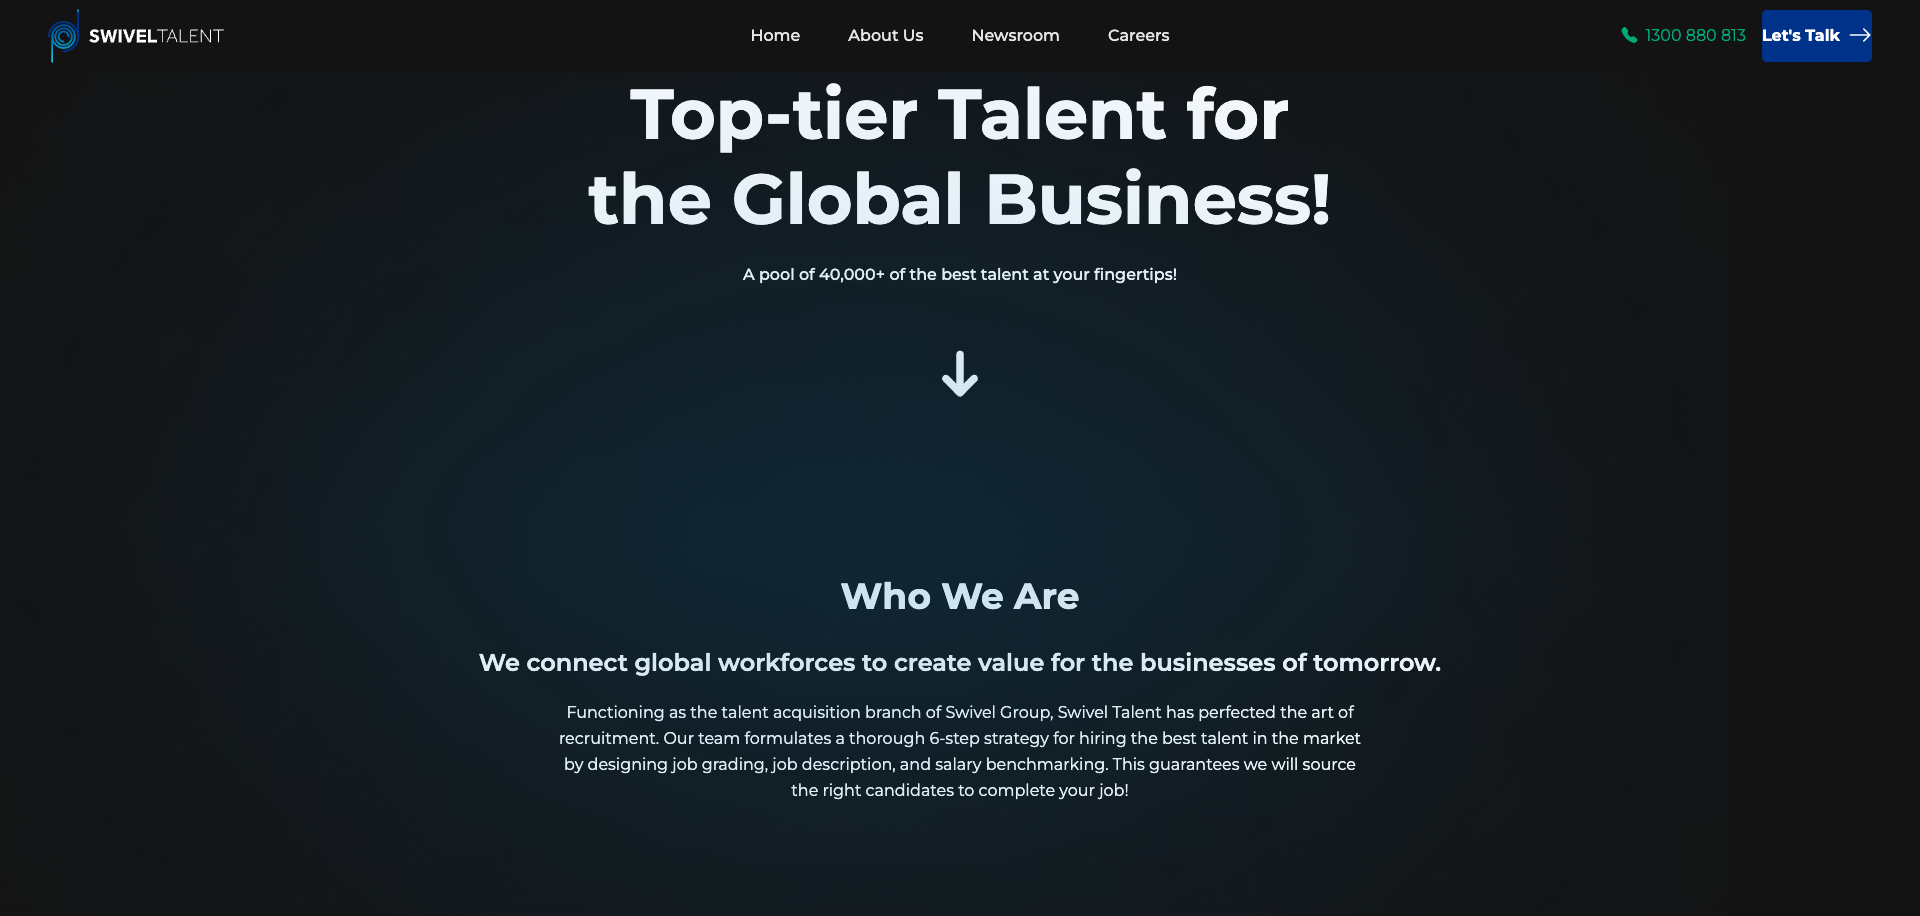 SWIVELTALENT
Home
About Us
Newsroom
Careers
1300 880 813
Let's Talk
Top-tier Talent for
the Global Business!
A pool of 40,000+ of the best talent at your fingertips!
Who We Are
We connect global workforces to create value for the businesses of tomorrow.
Functioning as the talent acquisition branch of Swivel Group, Swivel Talent has perfected the art of
recruitment. Our team formulates a thorough 6-step strategy for hiring the best talent in the market
by designing job grading, job description, and salary benchmarking. This guarantees we will source
the right candidates to complete your job!